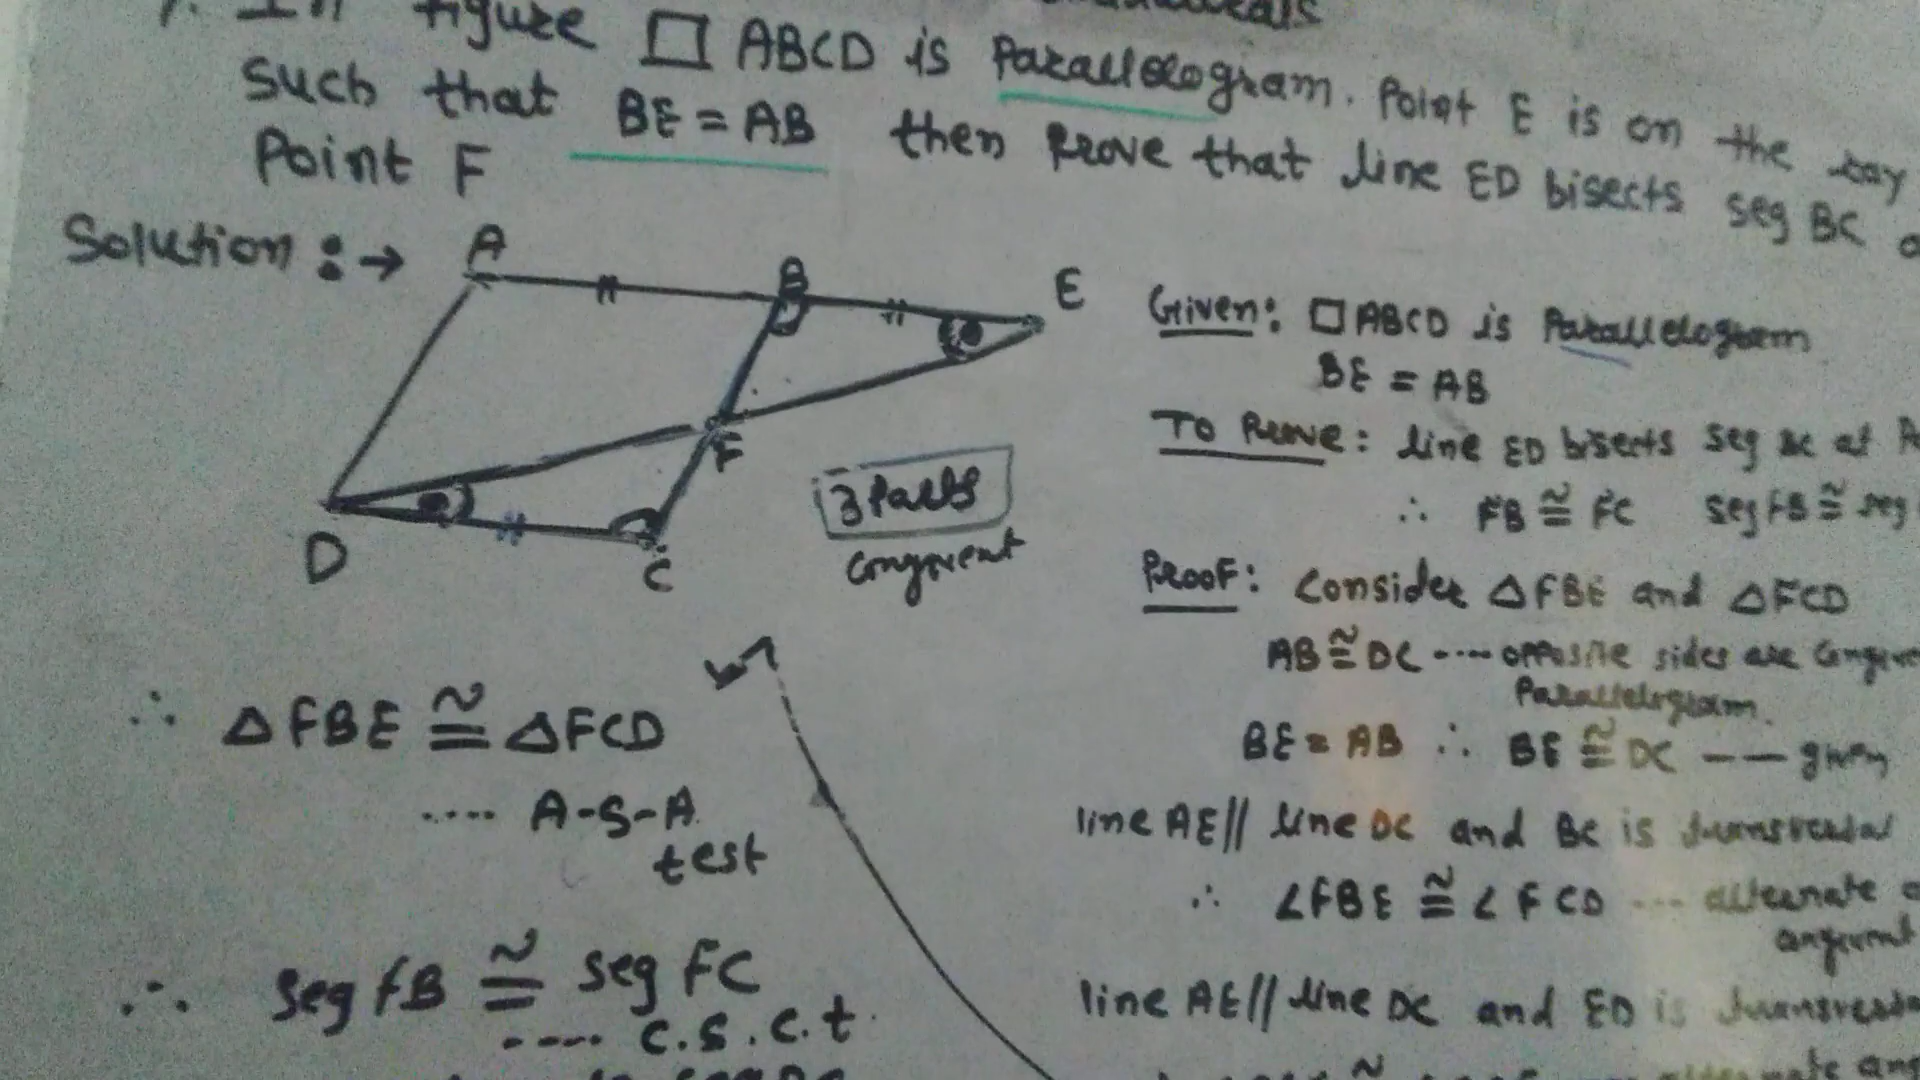 7. In figure □ ABCD is Parallelogram. Point E is on the ray
such that BE = AB then prove that line ED bisects seg BC
Point F
Solution :→
A
B
E
F
D
C
3 Parts
Congruent
Given: □ ABCD is Parallelogram
BE = AB
To Prove: line ED bisects seg BC at
∴ FB ≅ FC seg FB ≅ seg
Proof: Consider △FBE and △FCD
AB ≅ DC ---- opposite sides are
Parallelogram.
BE = AB ∴ BE ≅ DC —— given
line AE // line DC and BC is transversal
∴ ∠FBE ≅ ∠FCD ---- alternate
line AE // line DC and ED is
∴ △FBE ≅ △FCD
.... A-S-A
test
∴ seg FB ≅ seg FC
---- C.S.C.t.